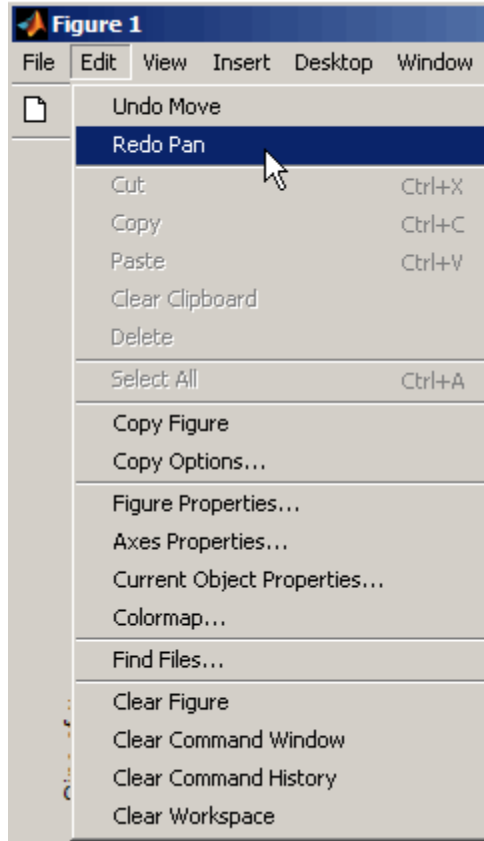 Figure 1
File Edit View Insert Desktop Window
Undo Move
Redo Pan
Cut Ctrl+X
Copy Ctrl+C
Paste Ctrl+V
Clear Clipboard
Delete
Select All Ctrl+A
Copy Figure
Copy Options...
Figure Properties...
Axes Properties...
Current Object Properties...
Colormap...
Find Files...
Clear Figure
Clear Command Window
Clear Command History
Clear Workspace